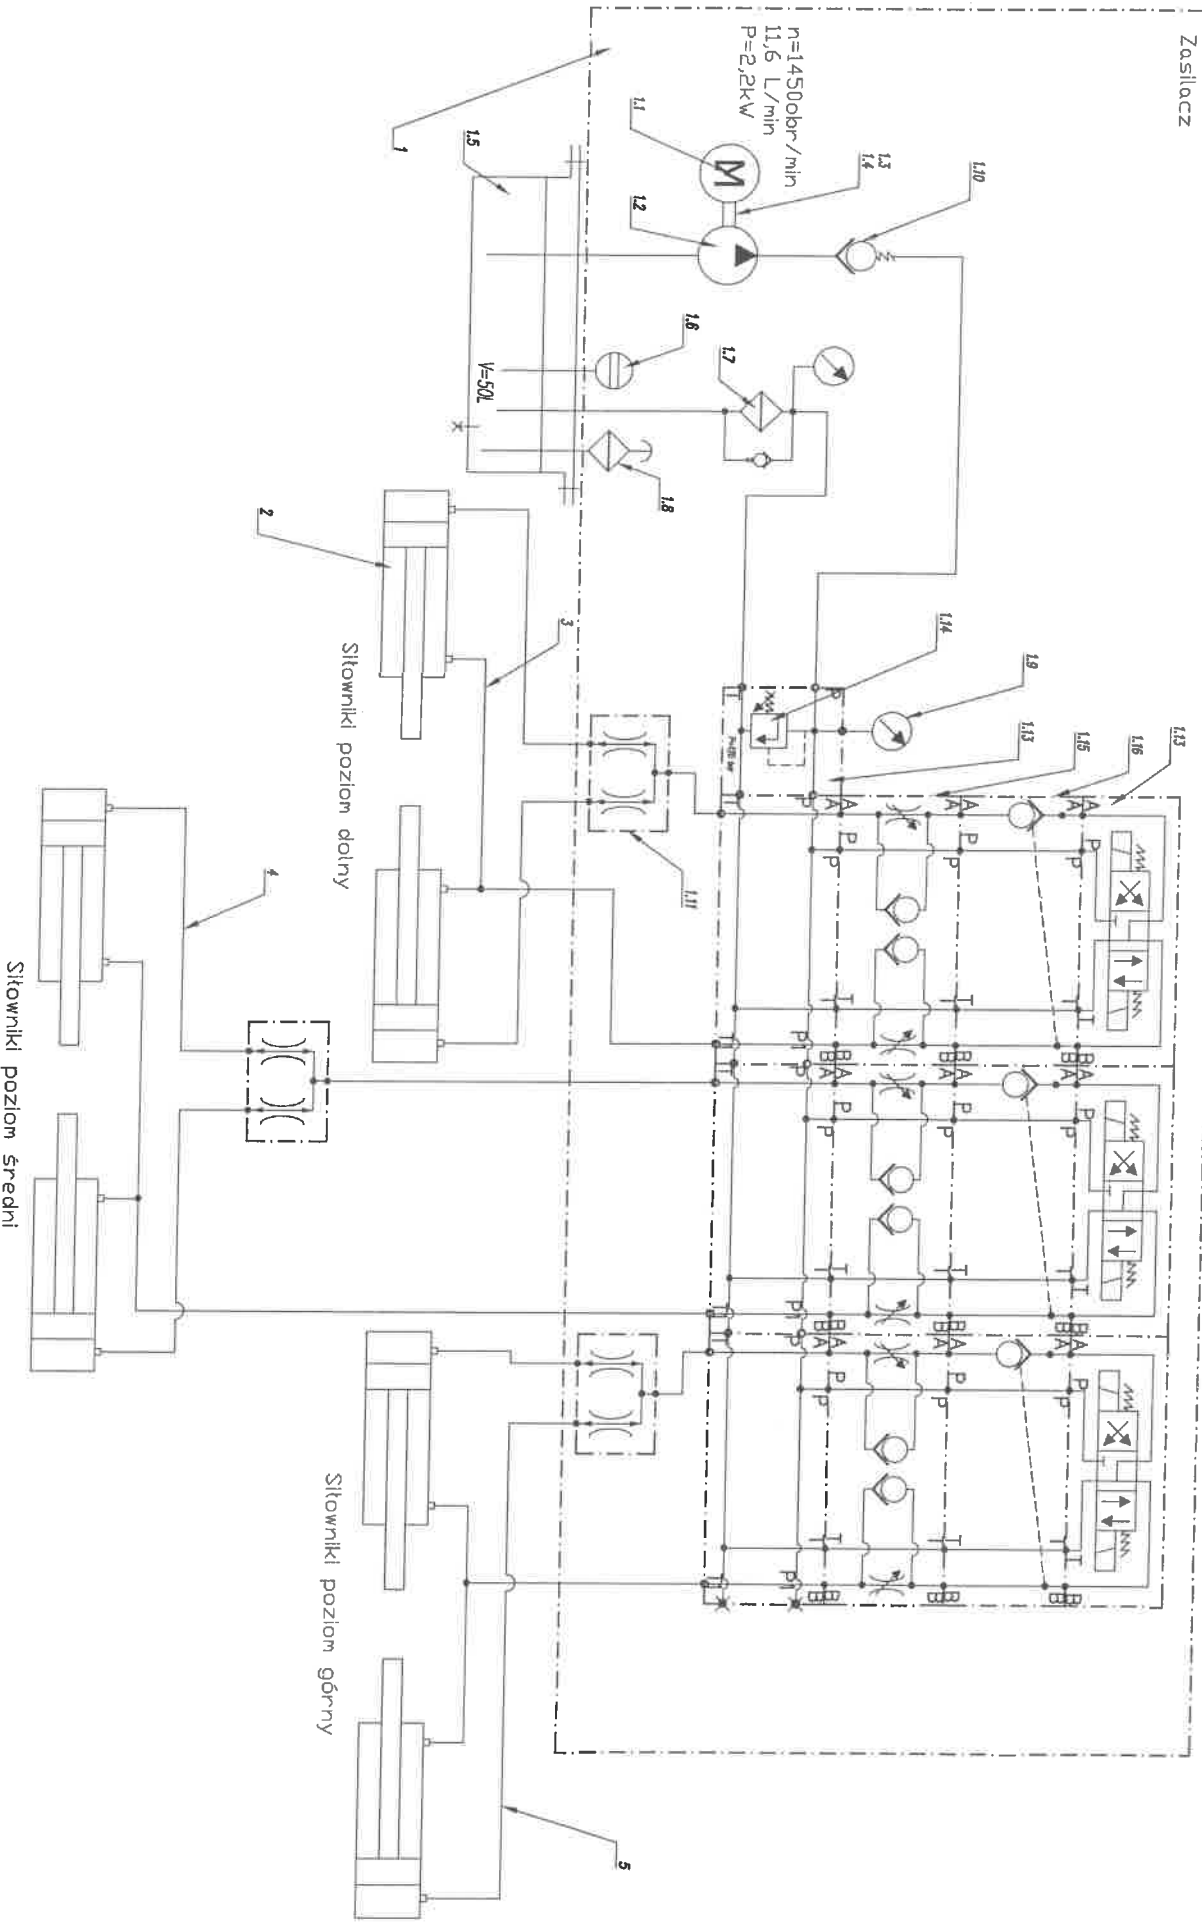 Zasilacz
n=1450obr/min
11,6 L/min
P=2,2kW
1.1
1.2
1.3
1.4
1.10
1
1.5
1.6
V=50L
1.7
1.8
1.14
1.9
1.13
1.15
1.16
1.13
2
3
1.11
Siłowniki poziom dolny
4
Siłowniki poziom średni
Siłowniki poziom górny
5
T
P
M
A A
A A
A A
P P
P P
P P
T T
T T
T T
B B
B B
B B
A A
A A
A A
P P
P P
P P
T T
T T
T T
B B
B B
B B
A A
A A
A A
P P
P P
P P
T T
T T
T T
B B
B B
B B